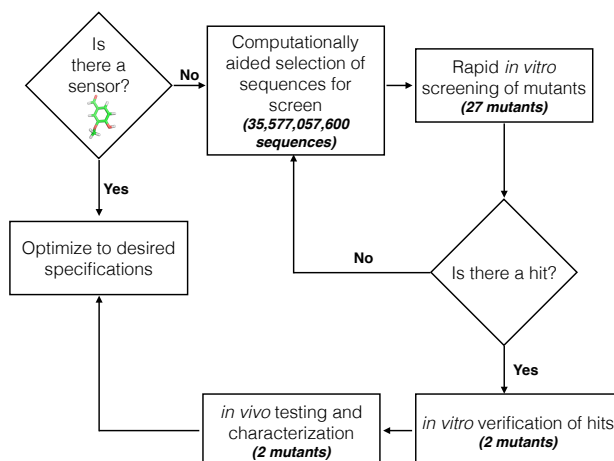 Is
there a
sensor?
No
Computationally
aided selection of
sequences for
screen
(35,577,057,600
sequences)
Rapid in vitro
screening of mutants
(27 mutants)
Yes
Optimize to desired
specifications
No
Is there a hit?
Yes
in vivo testing and
characterization
(2 mutants)
in vitro verification of hits
(2 mutants)